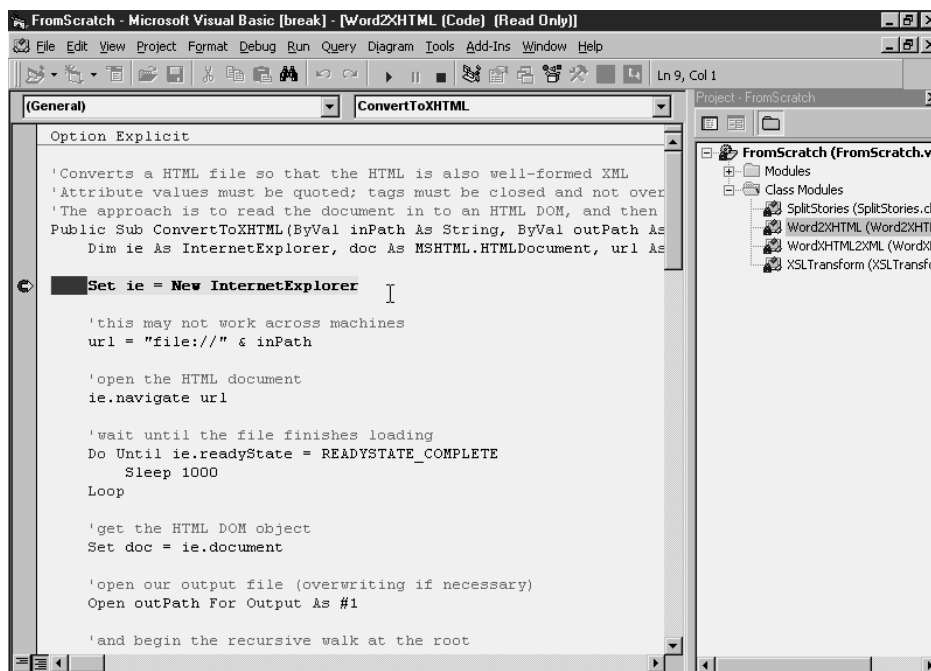 FromScratch - Microsoft Visual Basic [break] - [Word2XHTML (Code) (Read Only)]
File Edit View Project Format Debug Run Query Diagram Tools Add-Ins Window Help
Ln 9, Col 1
(General) ConvertToXHTML
Option Explicit
'Converts a HTML file so that the HTML is also well-formed XML
'Attribute values must be quoted; tags must be closed and not over
'The approach is to read the document in to an HTML DOM, and then
Public Sub ConvertToXHTML(ByVal inPath As String, ByVal outPath As
Dim ie As InternetExplorer, doc As MSHTML.HTMLDocument, url As
Set ie = New InternetExplorer
'this may not work across machines
url = "file://" & inPath
'open the HTML document
ie.navigate url
'wait until the file finishes loading
Do Until ie.readyState = READYSTATE_COMPLETE
Sleep 1000
Loop
'get the HTML DOM object
Set doc = ie.document
'open our output file (overwriting if necessary)
Open outPath For Output As #1
'and begin the recursive walk at the root
Project - FromScratch
FromScratch (FromScratch.v
Modules
Class Modules
SplitStories (SplitStories.cl
Word2XHTML (Word2XHT
WordXHTML2XML (WordX
XSLTransform (XSLTransfe